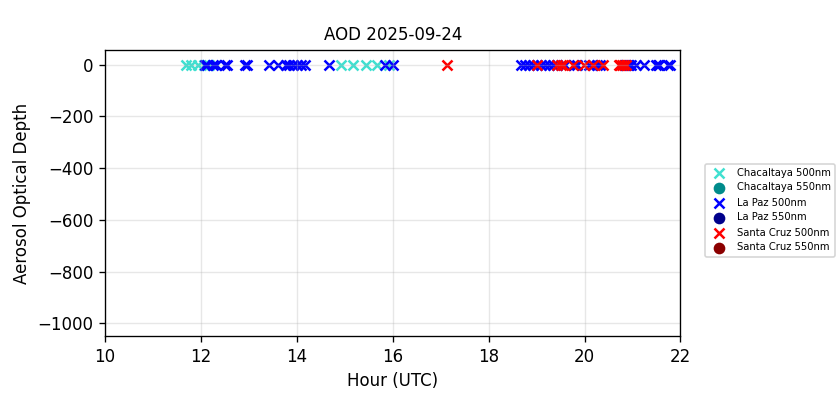 AOD 2025-09-24
Aerosol Optical Depth
0
−200
−400
−600
−800
−1000
10 12 14 16 18 20 22
Hour (UTC)
Chacaltaya 500nm
Chacaltaya 550nm
La Paz 500nm
La Paz 550nm
Santa Cruz 500nm
Santa Cruz 550nm